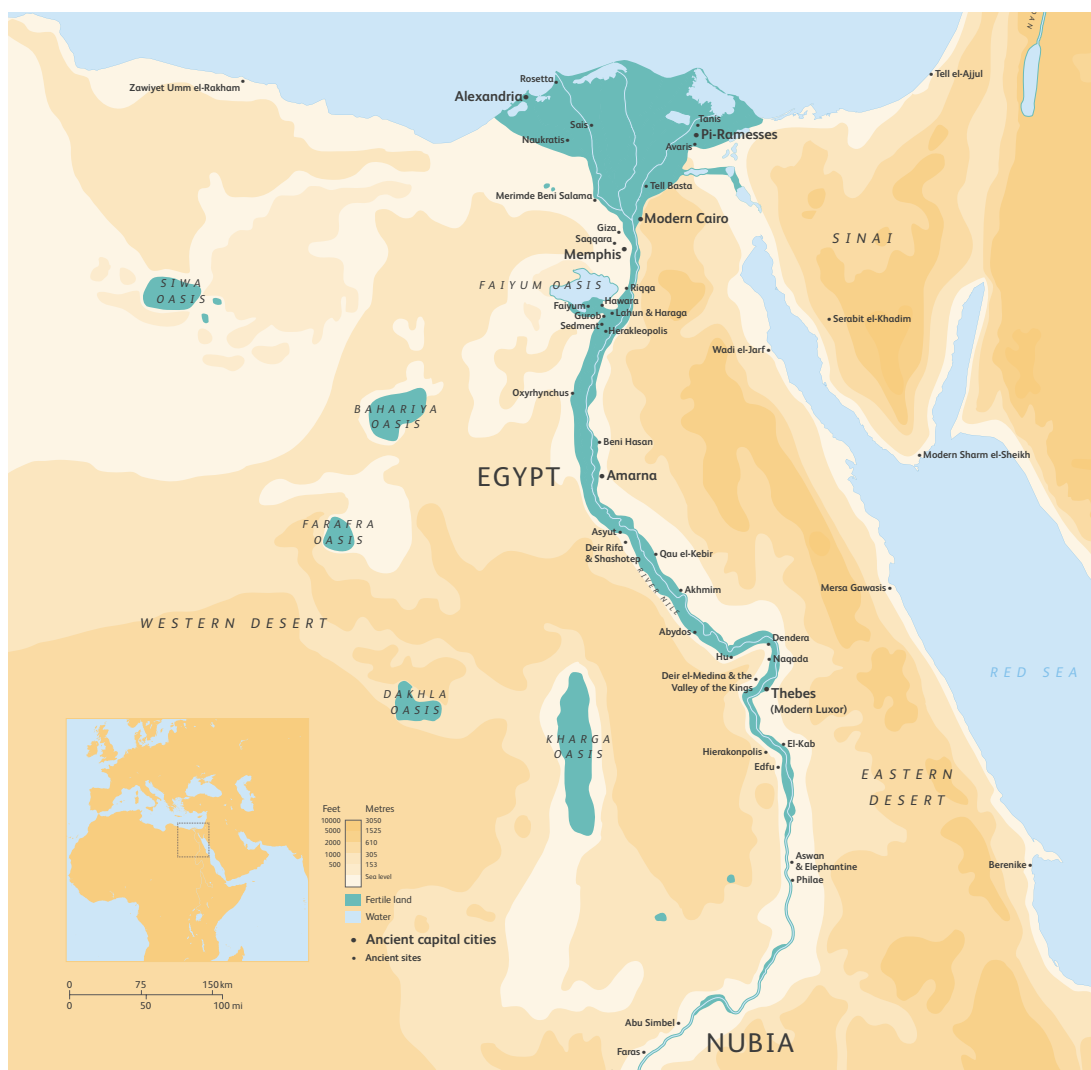 DAN
Zawiyet Umm el-Rakham
Rosetta
Alexandria
Tell el-Ajjul
Sais
Naukratis
Tanis
Pi-Ramesses
Avaris
Merimde Beni Salama
Tell Basta
Modern Cairo
Giza
Saqqara
Memphis
SINAI
SIWA
OASIS
FAIYUM OASIS
Riqqa
Hawara
Faiyum
Lahun & Haraga
Gurob
Sedment
Herakleopolis
Serabit el-Khadim
Wadi el-Jarf
Oxyrhynchus
BAHARIYA
OASIS
Beni Hasan
EGYPT
Amarna
Modern Sharm el-Sheikh
FARAFRA
OASIS
Asyut
Deir Rifa
& Shashotep
Qau el-Kebir
RIVER NILE
Akhmim
Mersa Gawasis
WESTERN DESERT
Abydos
Dendera
Hu
Naqada
Deir el-Medina & the
Valley of the Kings
Thebes
(Modern Luxor)
RED SEA
DAKHLA
OASIS
KHARGA
OASIS
El-Kab
Hierakonpolis
Edfu
EASTERN
DESERT
Aswan
& Elephantine
Philae
Berenike
Feet Metres
10000 3050
5000 1525
2000 610
1000 305
500 153
Sea level
Fertile land
Water
Ancient capital cities
Ancient sites
0 75 150 km
0 50 100 mi
Abu Simbel
NUBIA
Faras